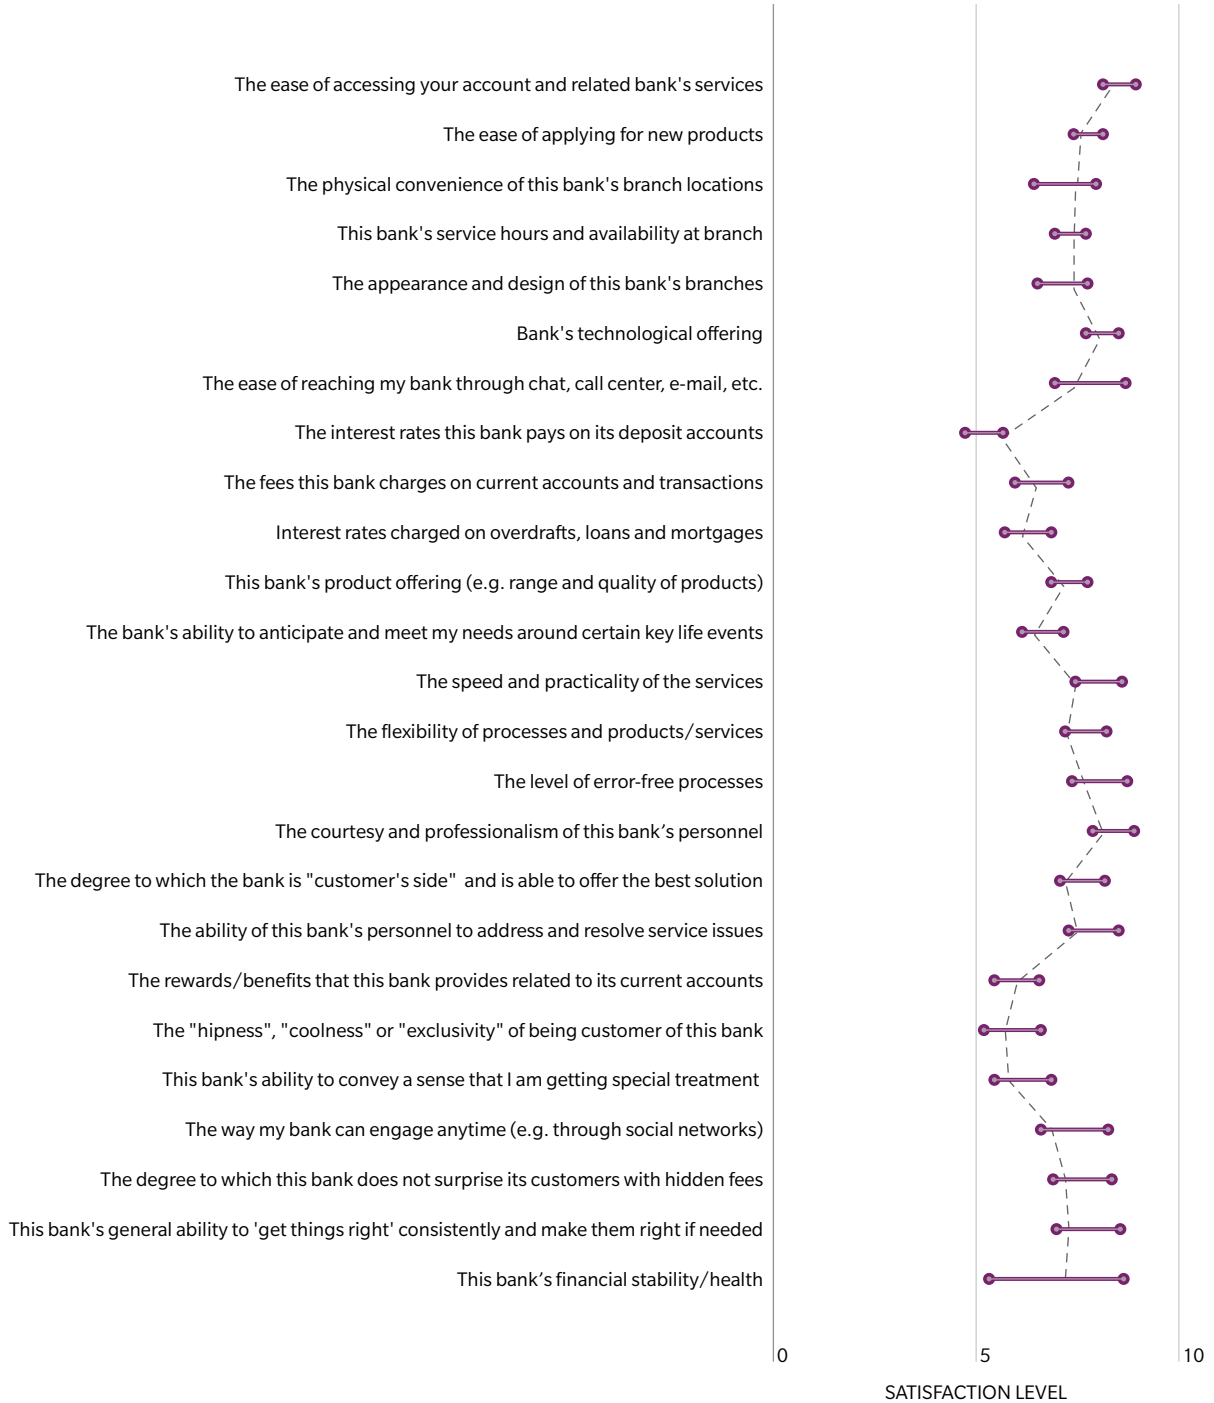 The ease of accessing your account and related bank's services
The ease of applying for new products
The physical convenience of this bank's branch locations
This bank's service hours and availability at branch
The appearance and design of this bank's branches
Bank's technological offering
The ease of reaching my bank through chat, call center, e-mail, etc.
The interest rates this bank pays on its deposit accounts
The fees this bank charges on current accounts and transactions
Interest rates charged on overdrafts, loans and mortgages
This bank's product offering (e.g. range and quality of products)
The bank's ability to anticipate and meet my needs around certain key life events
The speed and practicality of the services
The flexibility of processes and products/services
The level of error-free processes
The courtesy and professionalism of this bank’s personnel
The degree to which the bank is "customer's side" and is able to offer the best solution
The ability of this bank's personnel to address and resolve service issues
The rewards/benefits that this bank provides related to its current accounts
The "hipness", "coolness" or "exclusivity" of being customer of this bank
This bank's ability to convey a sense that I am getting special treatment
The way my bank can engage anytime (e.g. through social networks)
The degree to which this bank does not surprise its customers with hidden fees
This bank's general ability to 'get things right' consistently and make them right if needed
This bank’s financial stability/health
0 5 10
SATISFACTION LEVEL